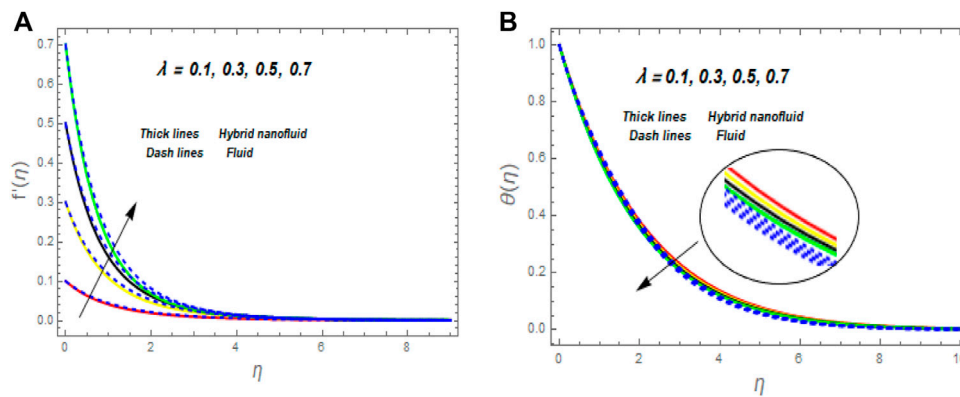 A
λ = 0.1, 0.3, 0.5, 0.7
Thick lines Hybrid nanofluid
Dash lines Fluid
f'(η)
0.7
0.6
0.5
0.4
0.3
0.2
0.1
0.0
0 2 4 6 8
η
B
λ = 0.1, 0.3, 0.5, 0.7
Thick lines Hybrid nanofluid
Dash lines Fluid
θ(η)
1.0
0.8
0.6
0.4
0.2
0.0
0 2 4 6 8 10
η